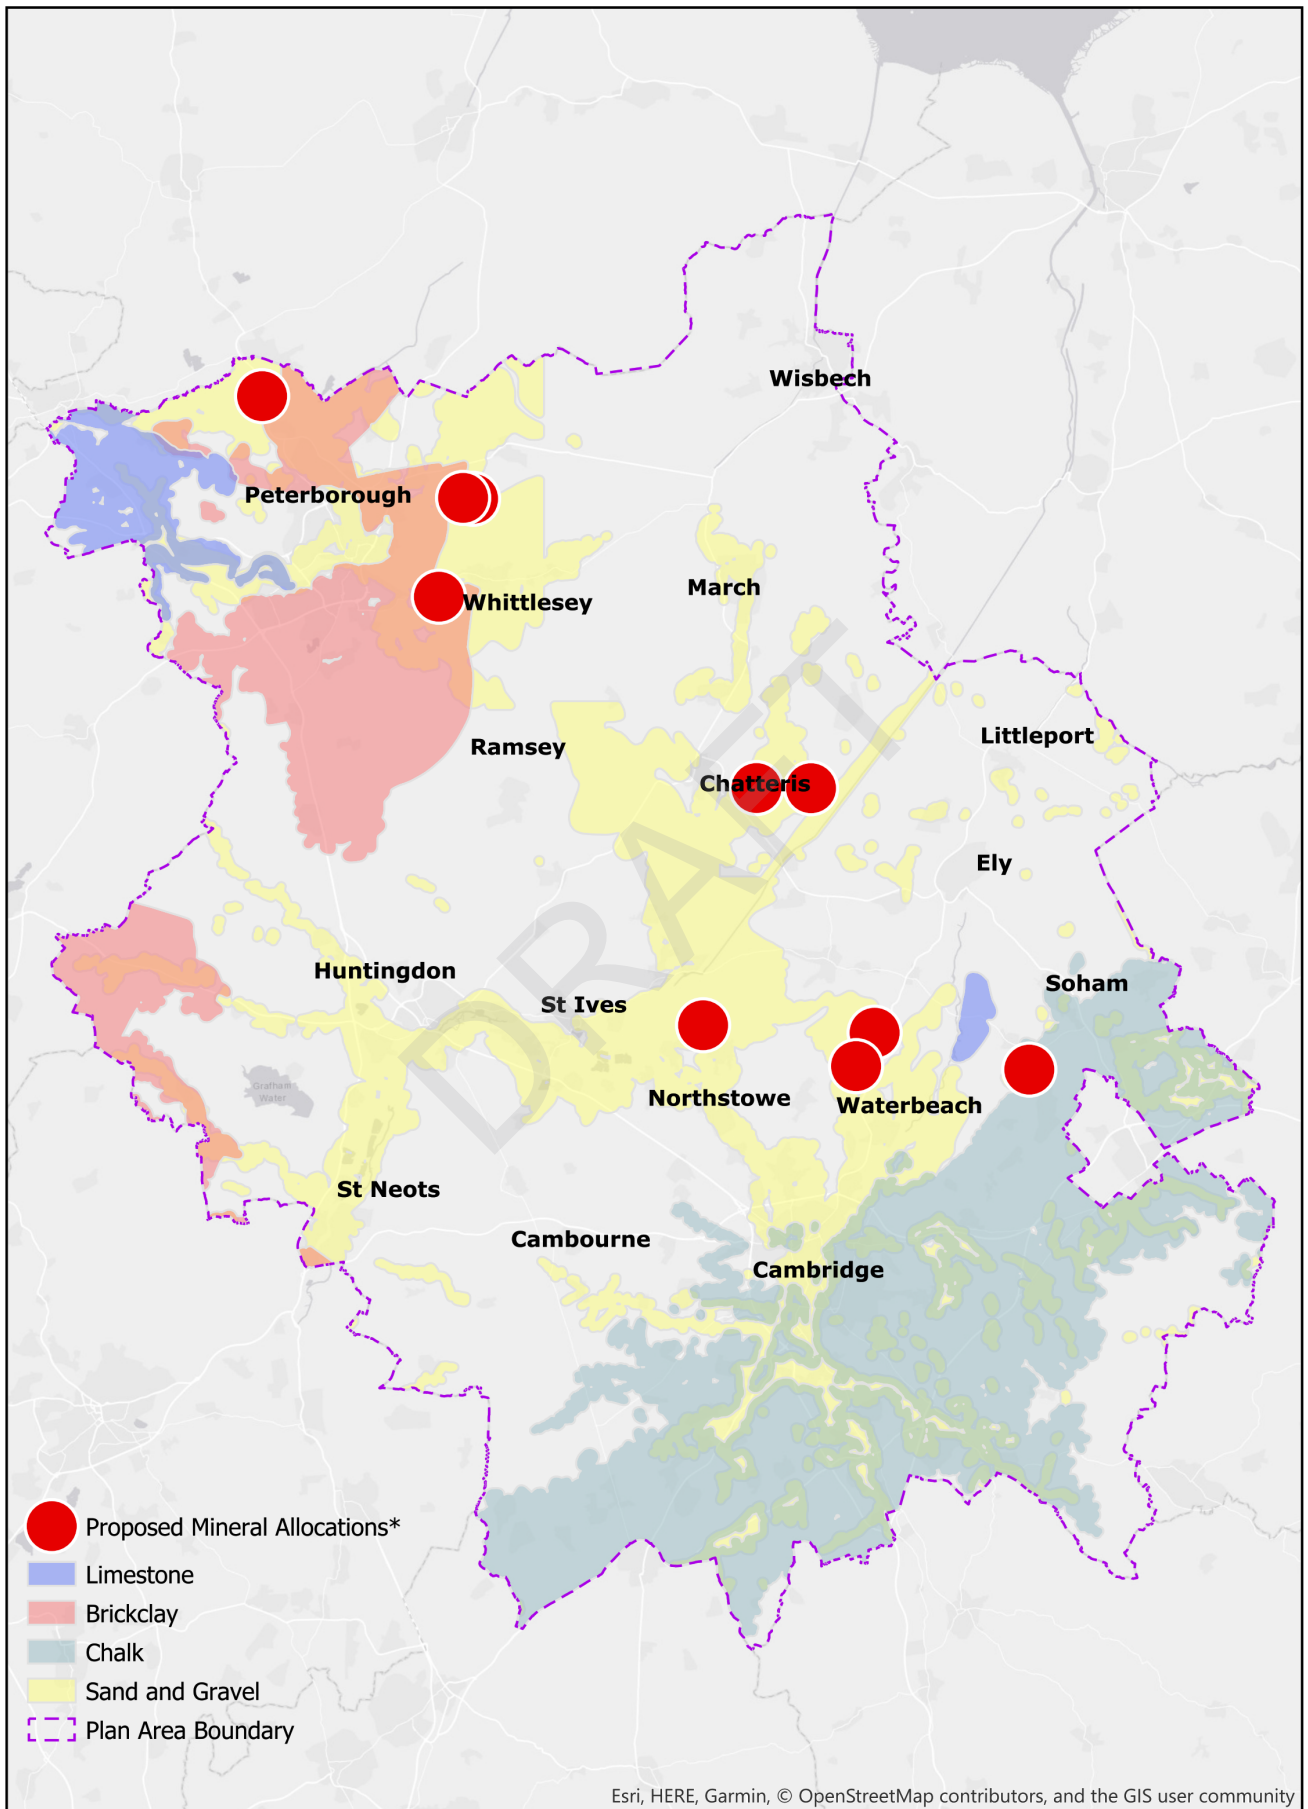 Wisbech
Peterborough
March
Whittlesey
Littleport
Ramsey
Chatteris
Ely
Huntingdon
Soham
St Ives
Grafham
Water
Northstowe
Waterbeach
St Neots
Cambourne
Cambridge
DRAFT
Proposed Mineral Allocations*
Limestone
Brickclay
Chalk
Sand and Gravel
Plan Area Boundary
Esri, HERE, Garmin, © OpenStreetMap contributors, and the GIS user community